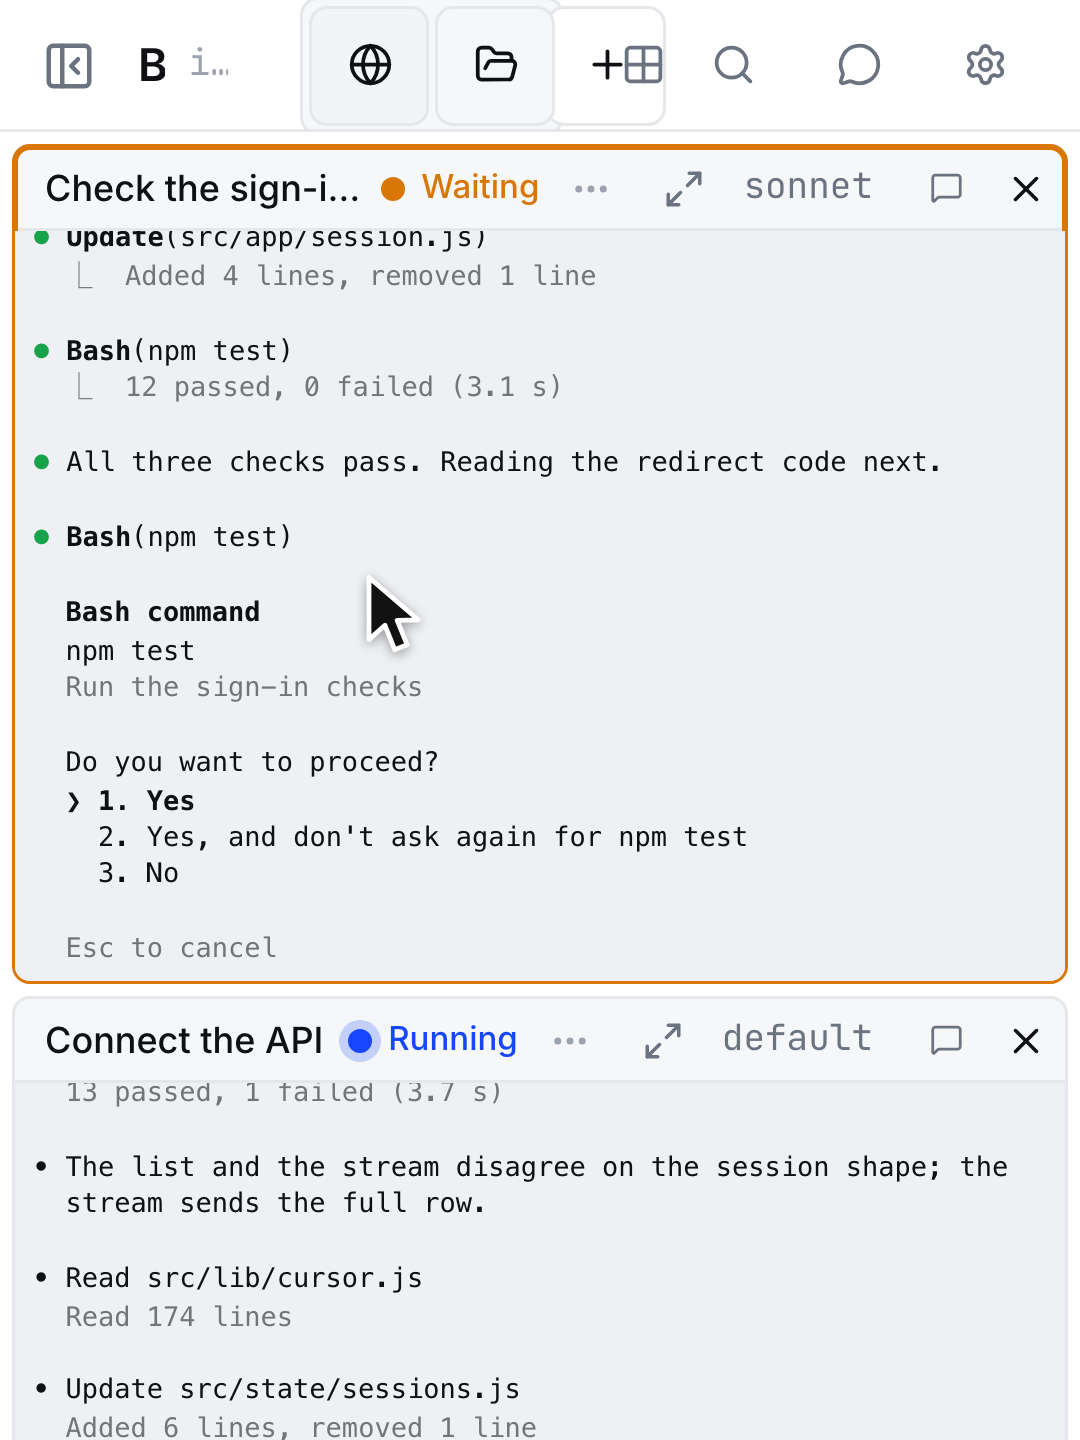 B i…
Check the sign-i… Waiting ... sonnet
Update(src/app/session.js)
Added 4 lines, removed 1 line
Bash(npm test)
12 passed, 0 failed (3.1 s)
All three checks pass. Reading the redirect code next.
Bash(npm test)
Bash command
npm test
Run the sign-in checks
Do you want to proceed?
❯ 1. Yes
2. Yes, and don't ask again for npm test
3. No
Esc to cancel
Connect the API Running ... default
13 passed, 1 failed (3.7 s)
• The list and the stream disagree on the session shape; the
stream sends the full row.
• Read src/lib/cursor.js
Read 174 lines
• Update src/state/sessions.js
Added 6 lines, removed 1 line